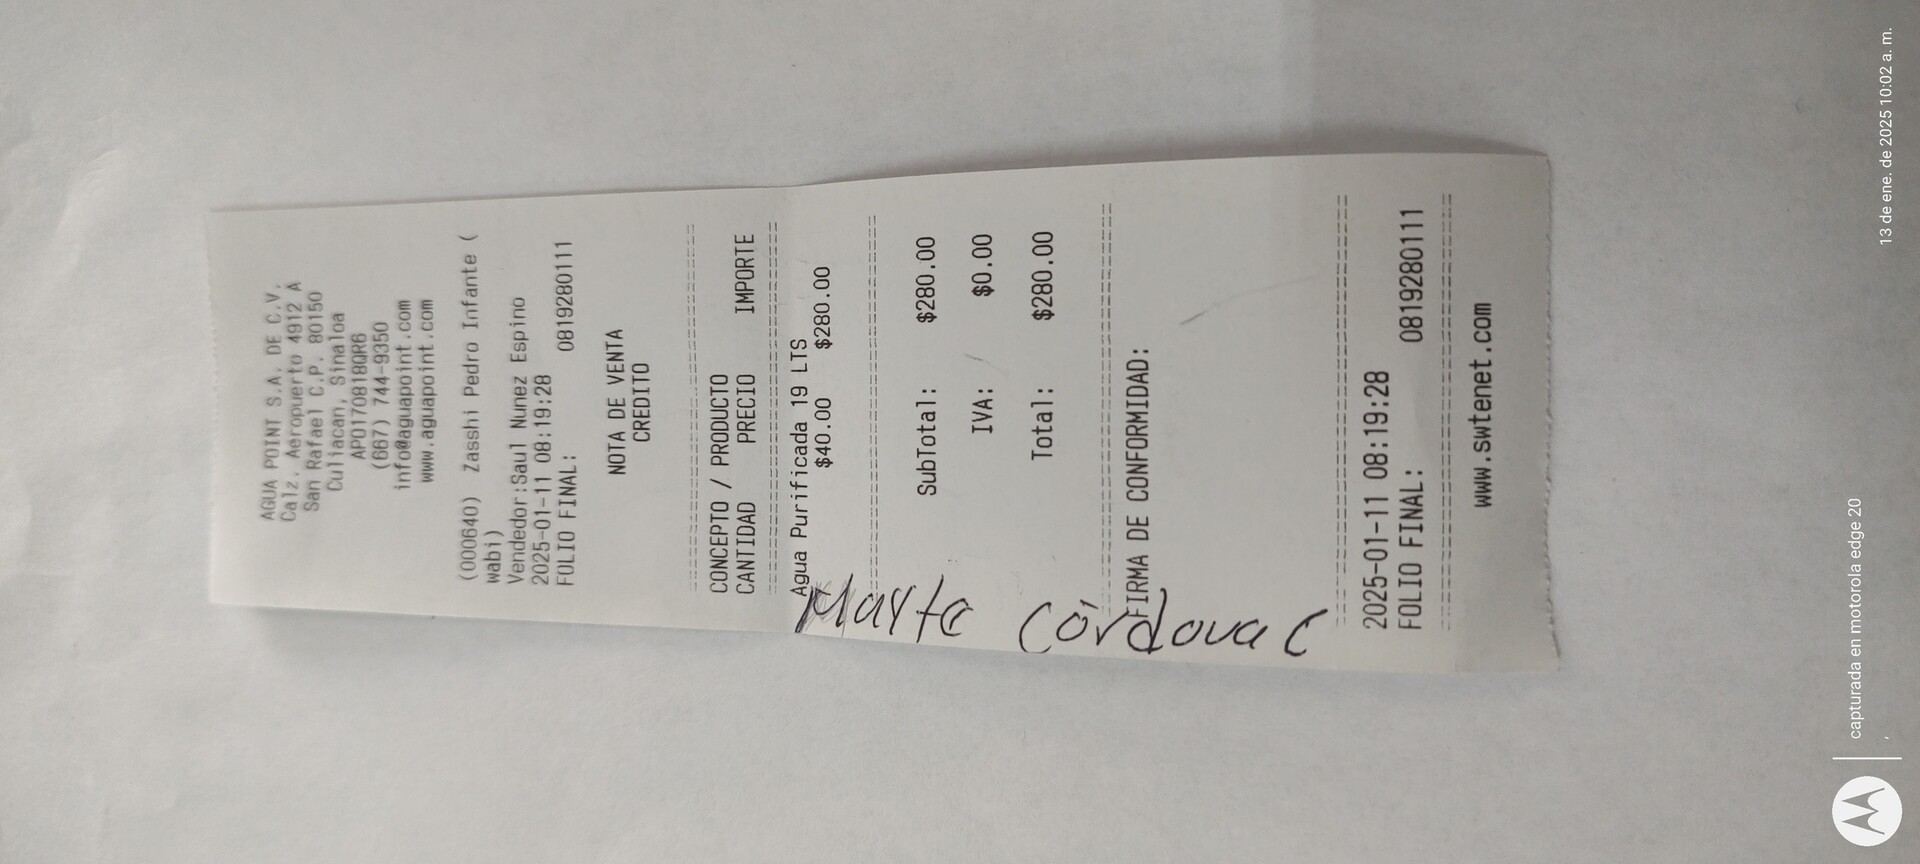 AGUA POINT S.A. DE C.V.
Calz. Aeropuerto 4912 A
San Rafael C.P. 80150
Culiacan, Sinaloa
APO170818QR6
(667) 744-9350
info@aguapoint.com
www.aguapoint.com
(000640) Zasshi Pedro Infante (
wabi)
Vendedor:Saul Nunez Espino
2025-01-11 08:19:28
FOLIO FINAL: 0819280111
NOTA DE VENTA
CREDITO
CONCEPTO / PRODUCTO
CANTIDAD PRECIO IMPORTE
Agua Purificada 19 LTS
$40.00 $280.00
SubTotal: $280.00
IVA: $0.00
Total: $280.00
FIRMA DE CONFORMIDAD:
Marta Córdova C
2025-01-11 08:19:28
FOLIO FINAL: 0819280111
www.swtenet.com
capturada en motorola edge 20
13 de ene. de 2025 10:02 a. m.